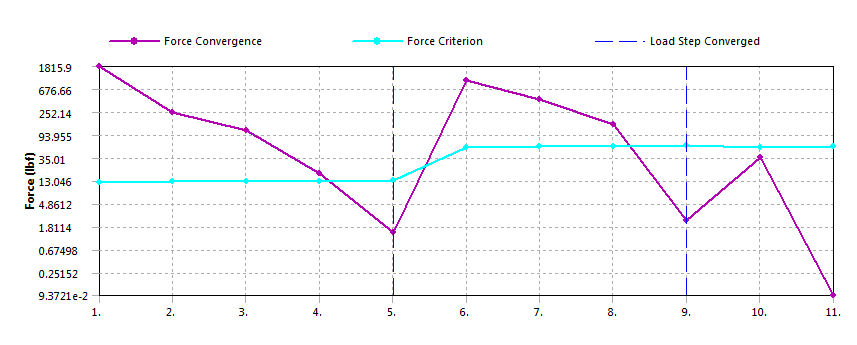 Force Convergence Force Criterion Load Step Converged
Force (lbf)
1815.9
676.66
252.14
93.955
35.01
13.046
4.8612
1.8114
0.67498
0.25152
9.3721e-2
1. 2. 3. 4. 5. 6. 7. 8. 9. 10. 11.